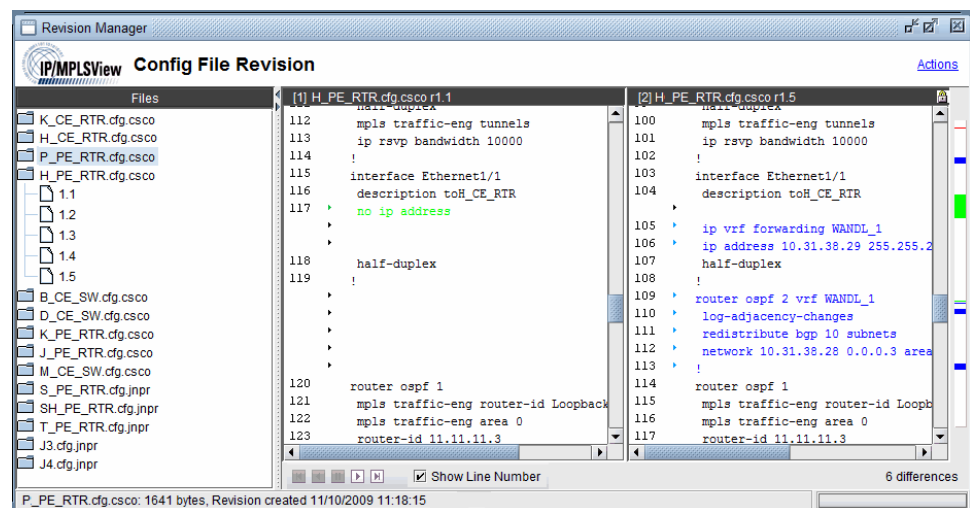 Revision Manager
IP/MPLSView Config File Revision
Actions
Files
K_CE_RTR.cfg.csco
H_CE_RTR.cfg.csco
P_PE_RTR.cfg.csco
H_PE_RTR.cfg.csco
1.1
1.2
1.3
1.4
1.5
B_CE_SW.cfg.csco
D_CE_SW.cfg.csco
K_PE_RTR.cfg.csco
J_PE_RTR.cfg.csco
M_CE_SW.cfg.csco
S_PE_RTR.cfg.jnpr
SH_PE_RTR.cfg.jnpr
T_PE_RTR.cfg.jnpr
J3.cfg.jnpr
J4.cfg.jnpr
[1] H_PE_RTR.cfg.csco r1.1
half-duplex
112 mpls traffic-eng tunnels
113 ip rsvp bandwidth 10000
114 !
115 interface Ethernet1/1
116 description toH_CE_RTR
117 no ip address
118 half-duplex
119 !
120 router ospf 1
121 mpls traffic-eng router-id Loopback
122 mpls traffic-eng area 0
123 router-id 11.11.11.3
[2] H_PE_RTR.cfg.csco r1.5
half-duplex
100 mpls traffic-eng tunnels
101 ip rsvp bandwidth 10000
102 !
103 interface Ethernet1/1
104 description toH_CE_RTR
105 ip vrf forwarding WANDL_1
106 ip address 10.31.38.29 255.255.2
107 half-duplex
108 !
109 router ospf 2 vrf WANDL_1
110 log-adjacency-changes
111 redistribute bgp 10 subnets
112 network 10.31.38.28 0.0.0.3 area
113 !
114 router ospf 1
115 mpls traffic-eng router-id Loopb
116 mpls traffic-eng area 0
117 router-id 11.11.11.3
Show Line Number
6 differences
P_PE_RTR.cfg.csco: 1641 bytes, Revision created 11/10/2009 11:18:15